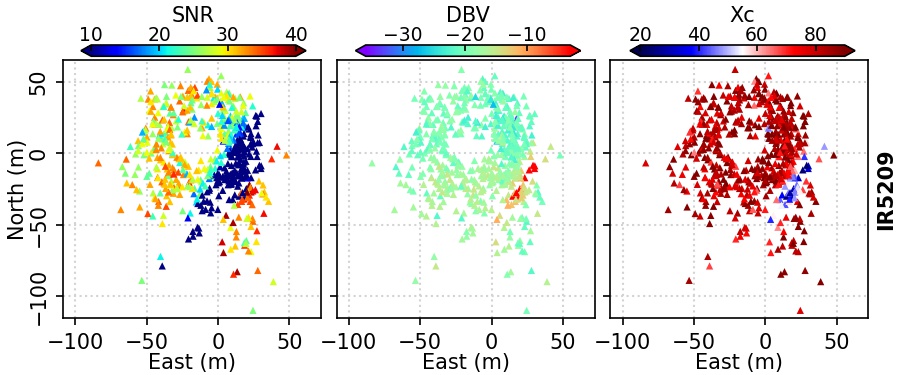 SNR DBV Xc
10 20 30 40 −30 −20 −10 20 40 60 80
50
0
−50
−100
North (m)
IR5209
−100 −50 0 50 −100 −50 0 50 −100 −50 0 50
East (m) East (m) East (m)